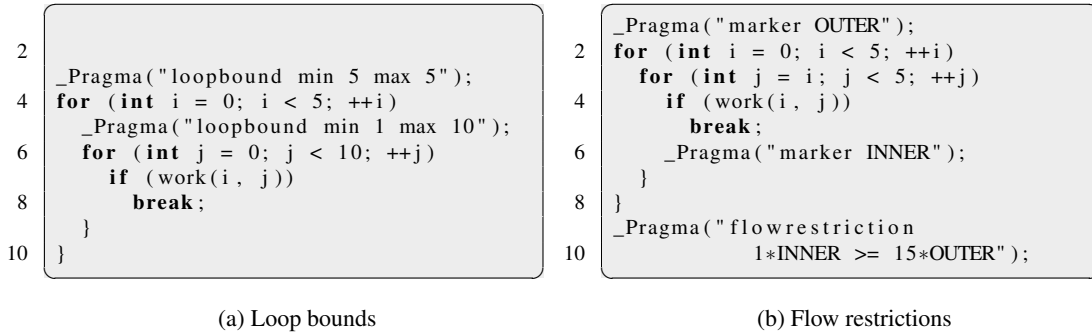 2
_Pragma("loopbound min 5 max 5");
4 for (int i = 0; i < 5; ++i)
_Pragma("loopbound min 1 max 10");
6 for (int j = 0; j < 10; ++j)
if (work(i, j))
8 break;
}
10 }
(a) Loop bounds
_Pragma("marker OUTER");
2 for (int i = 0; i < 5; ++i)
for (int j = i; j < 5; ++j)
4 if (work(i, j))
break;
6 _Pragma("marker INNER");
}
8 }
_Pragma("flowrestriction
10 1*INNER >= 15*OUTER");
(b) Flow restrictions